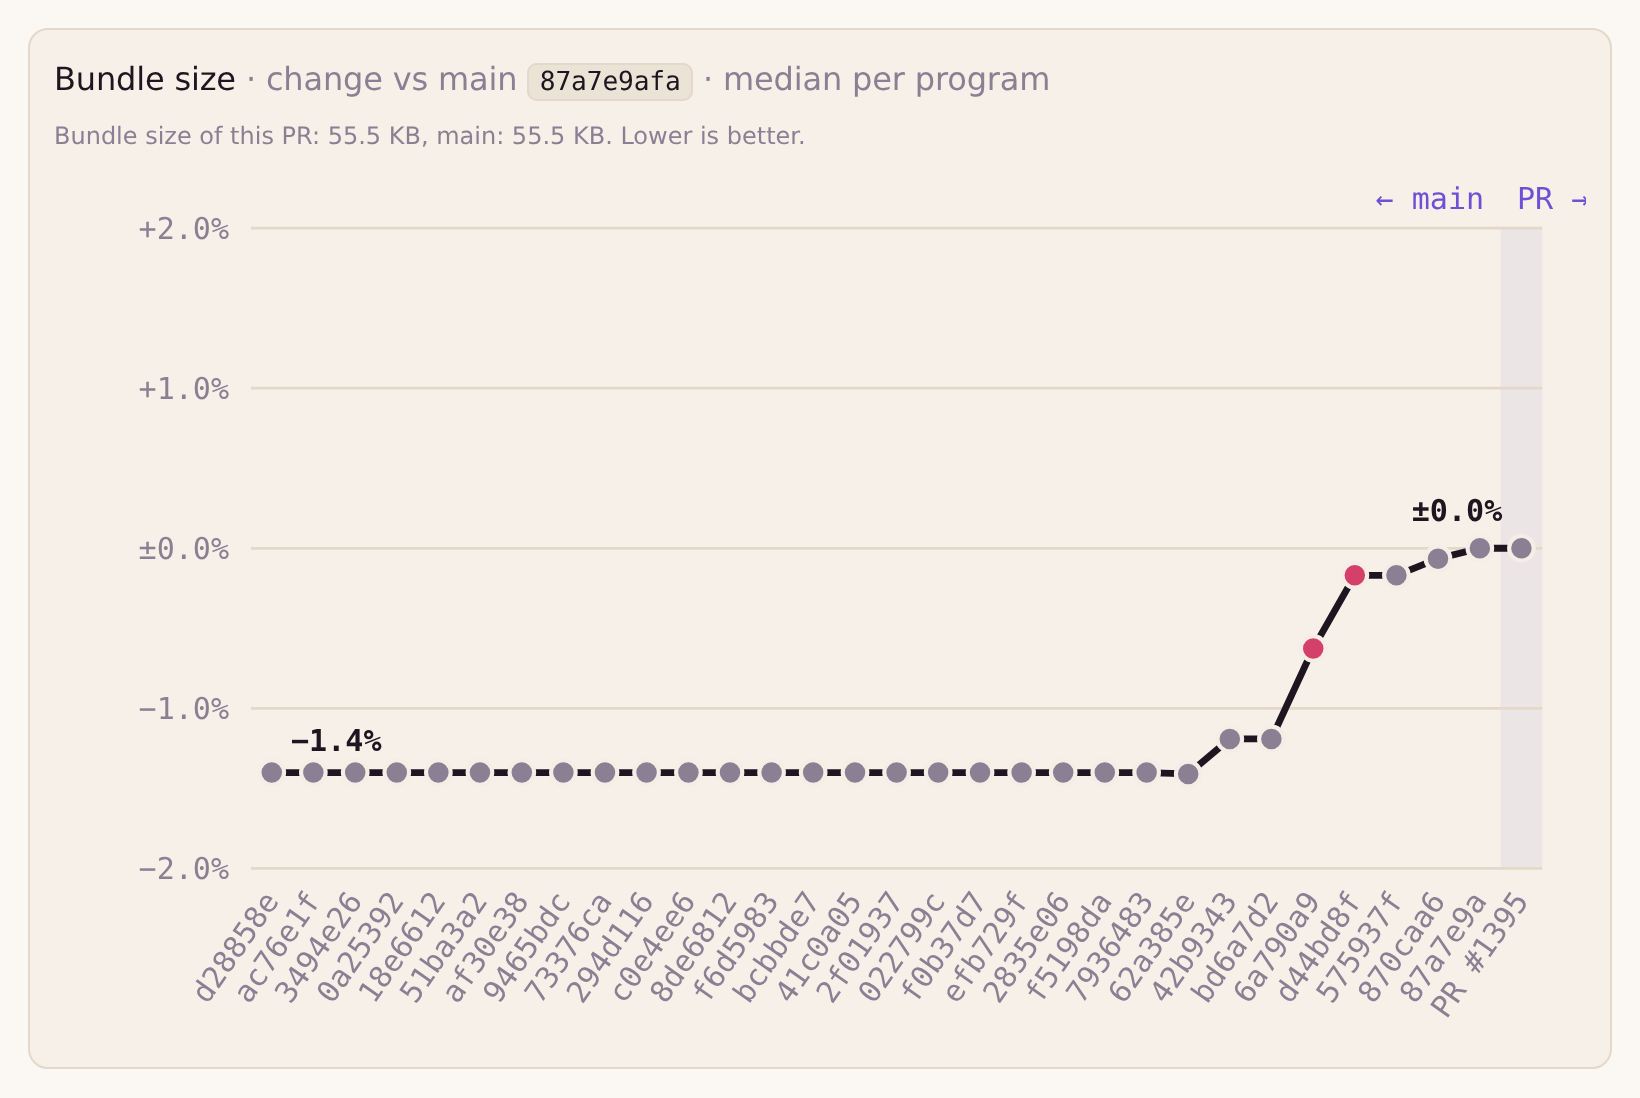 Bundle size · change vs main 87a7e9afa · median per program
Bundle size of this PR: 55.5 KB, main: 55.5 KB. Lower is better.
← main PR →
+2.0%
+1.0%
±0.0%
−1.0%
−2.0%
±0.0%
−1.4%
d28858e
ac76e1f
3494e26
0a25392
18e6612
51ba3a2
af30e38
9465bdc
73376ca
294d116
c0e4ee6
8de6812
f6d5983
bcbbde7
41c0a05
2f01937
022799c
f0b37d7
efb729f
2835e06
f5198da
7936483
62a385e
42b9343
bd6a7d2
6a790a9
d44bd8f
575937f
870caa6
87a7e9a
PR #1395